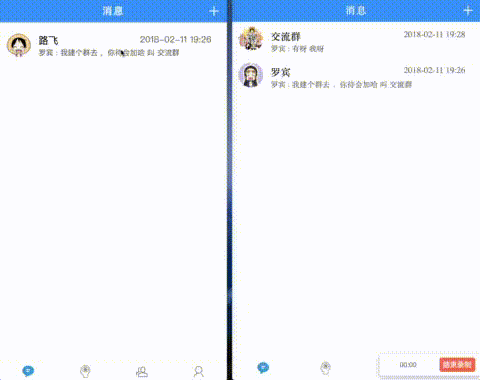 消息
+
路飞
2018-02-11 19:26
罗宾 : 我建个群去 ，你待会加哈 叫 交流群
消息
+
交流群
2018-02-11 19:28
罗宾 : 有呀 我呀
罗宾
2018-02-11 19:26
罗宾 : 我建个群去 ，你待会加哈 叫 交流群
00:00
结束录制